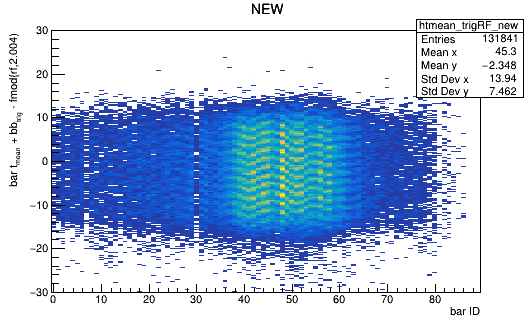 NEW
htmean_trigRF_new
Entries 131841
Mean x 45.3
Mean y −2.348
Std Dev x 13.94
Std Dev y 7.462
bar t_mean + bb_trig - fmod(rf,2.004)
30
20
10
0
−10
−20
−30
0 10 20 30 40 50 60 70 80
bar ID